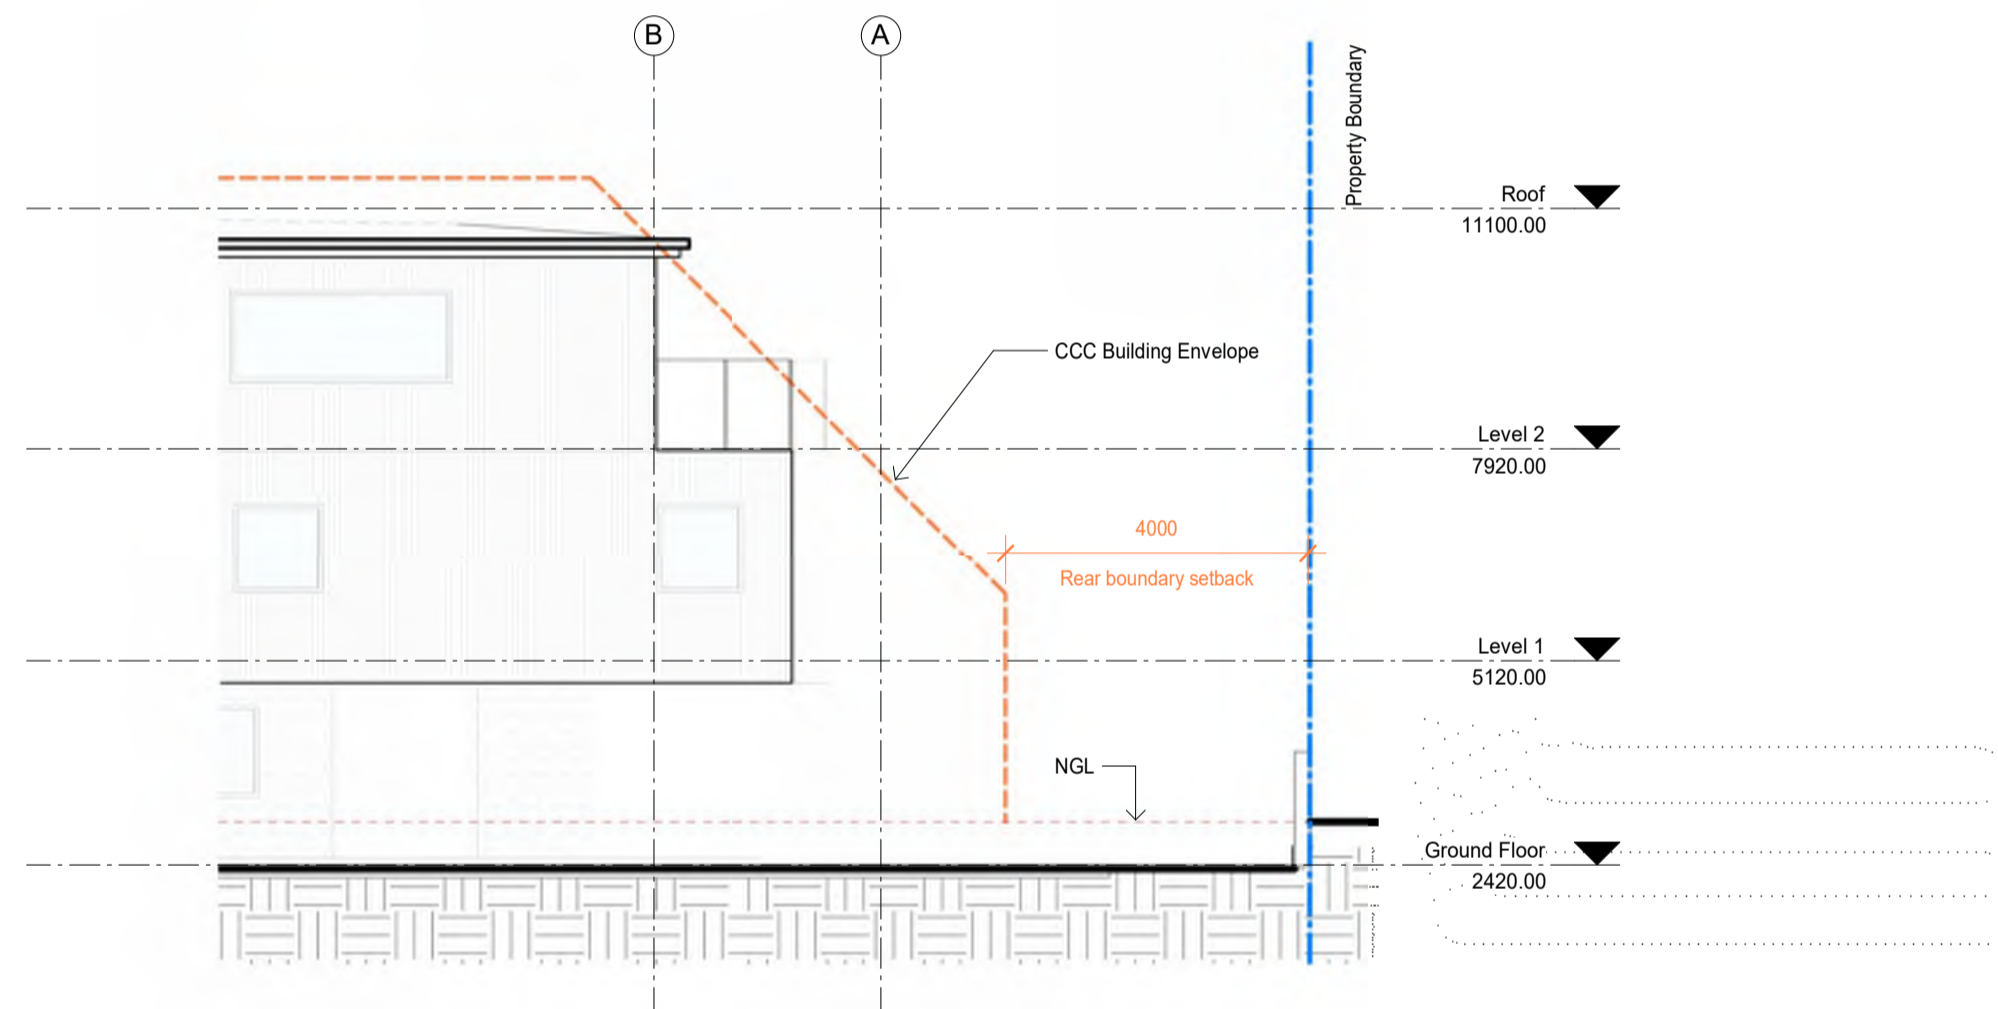 B
A
Property Boundary
Roof
11100.00
CCC Building Envelope
Level 2
7920.00
4000
Rear boundary setback
Level 1
5120.00
NGL
Ground Floor
2420.00